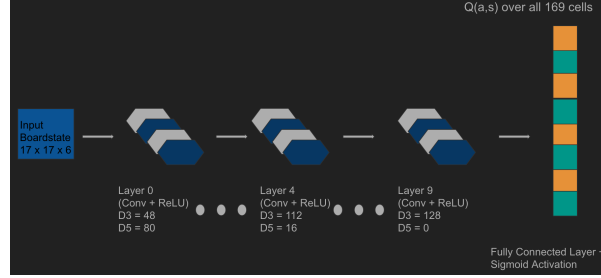 Q(a,s) over all 169 cells
Input
Boardstate
17 x 17 x 6
Layer 0
(Conv + ReLU)
D3 = 48
D5 = 80
Layer 4
(Conv + ReLU)
D3 = 112
D5 = 16
Layer 9
(Conv + ReLU)
D3 = 128
D5 = 0
Fully Connected Layer -
Sigmoid Activation